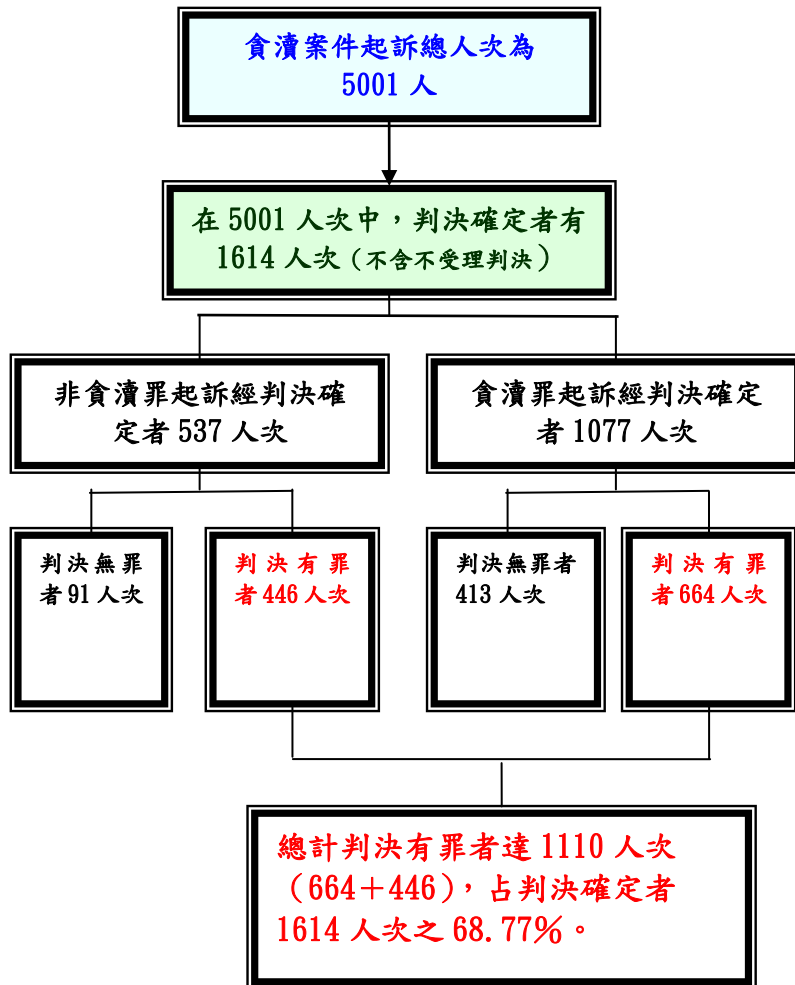 貪瀆案件起訴總人次為
5001 人
在 5001 人次中，判決確定者有
1614 人次（不含不受理判決）
非貪瀆罪起訴經判決確
定者 537 人次
貪瀆罪起訴經判決確定
者 1077 人次
判決無罪
者 91 人次
判決有罪
者 446 人次
判決無罪者
413 人次
判決有罪
者 664 人次
總計判決有罪者達 1110 人次
（664＋446），占判決確定者
1614 人次之 68.77％。